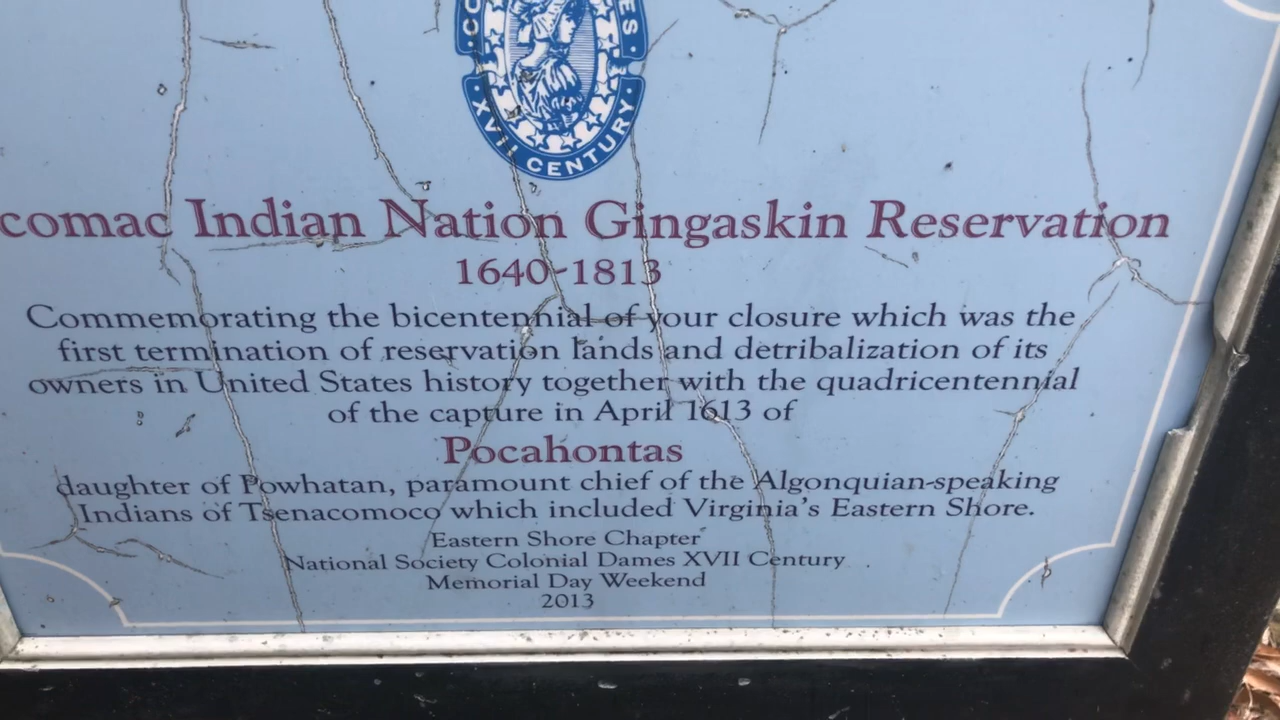 XVII CENTURY
comac Indian Nation Gingaskin Reservation
1640-1813
Commemorating the bicentennial of your closure which was the
first termination of reservation lands and detribalization of its
owners in United States history together with the quadricentennial
of the capture in April 1613 of
Pocahontas
daughter of Powhatan, paramount chief of the Algonquian-speaking
Indians of Tsenacomoco which included Virginia's Eastern Shore.
Eastern Shore Chapter
National Society Colonial Dames XVII Century
Memorial Day Weekend
2013